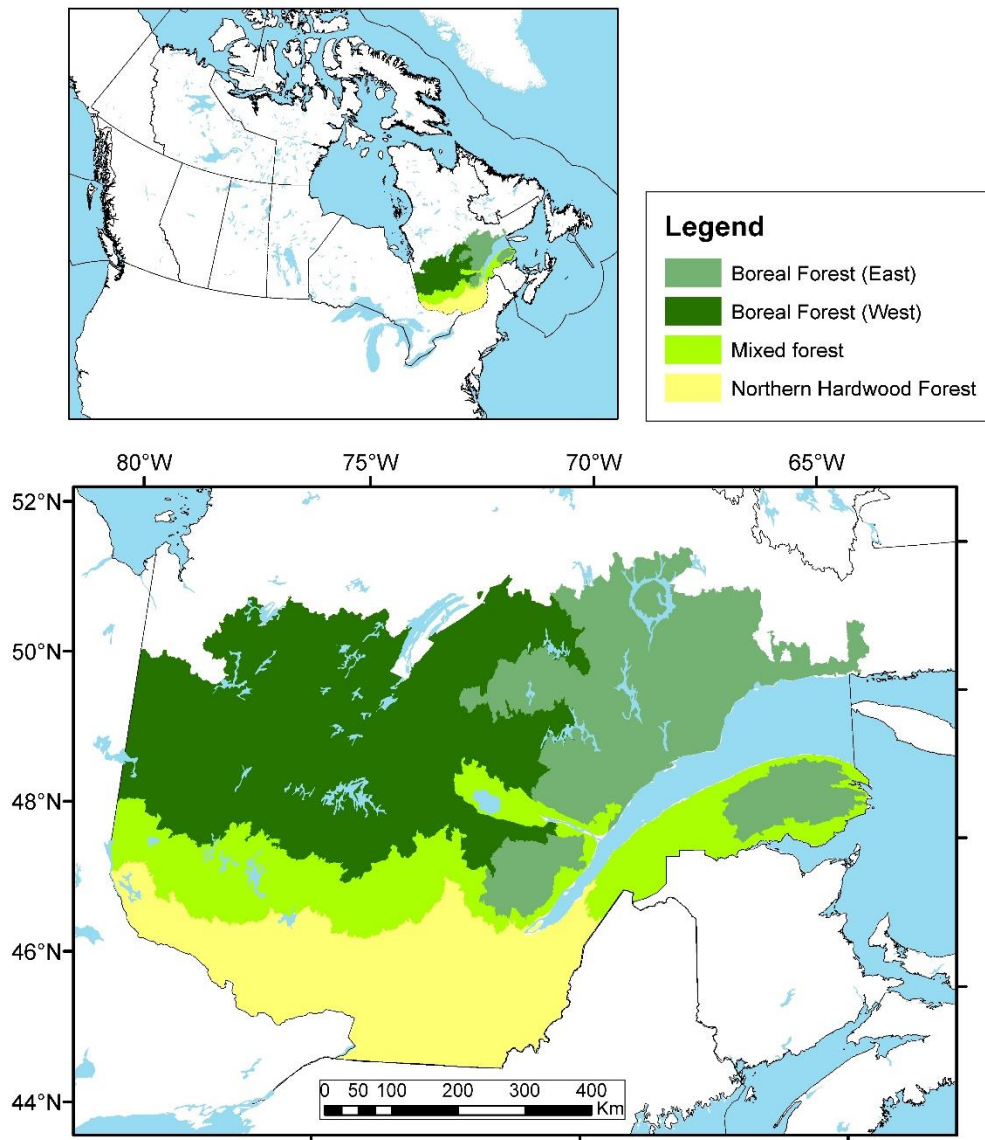 Legend
Boreal Forest (East)
Boreal Forest (West)
Mixed forest
Northern Hardwood Forest
80°W 75°W 70°W 65°W
52°N
50°N
48°N
46°N
44°N
0 50 100 200 300 400
Km